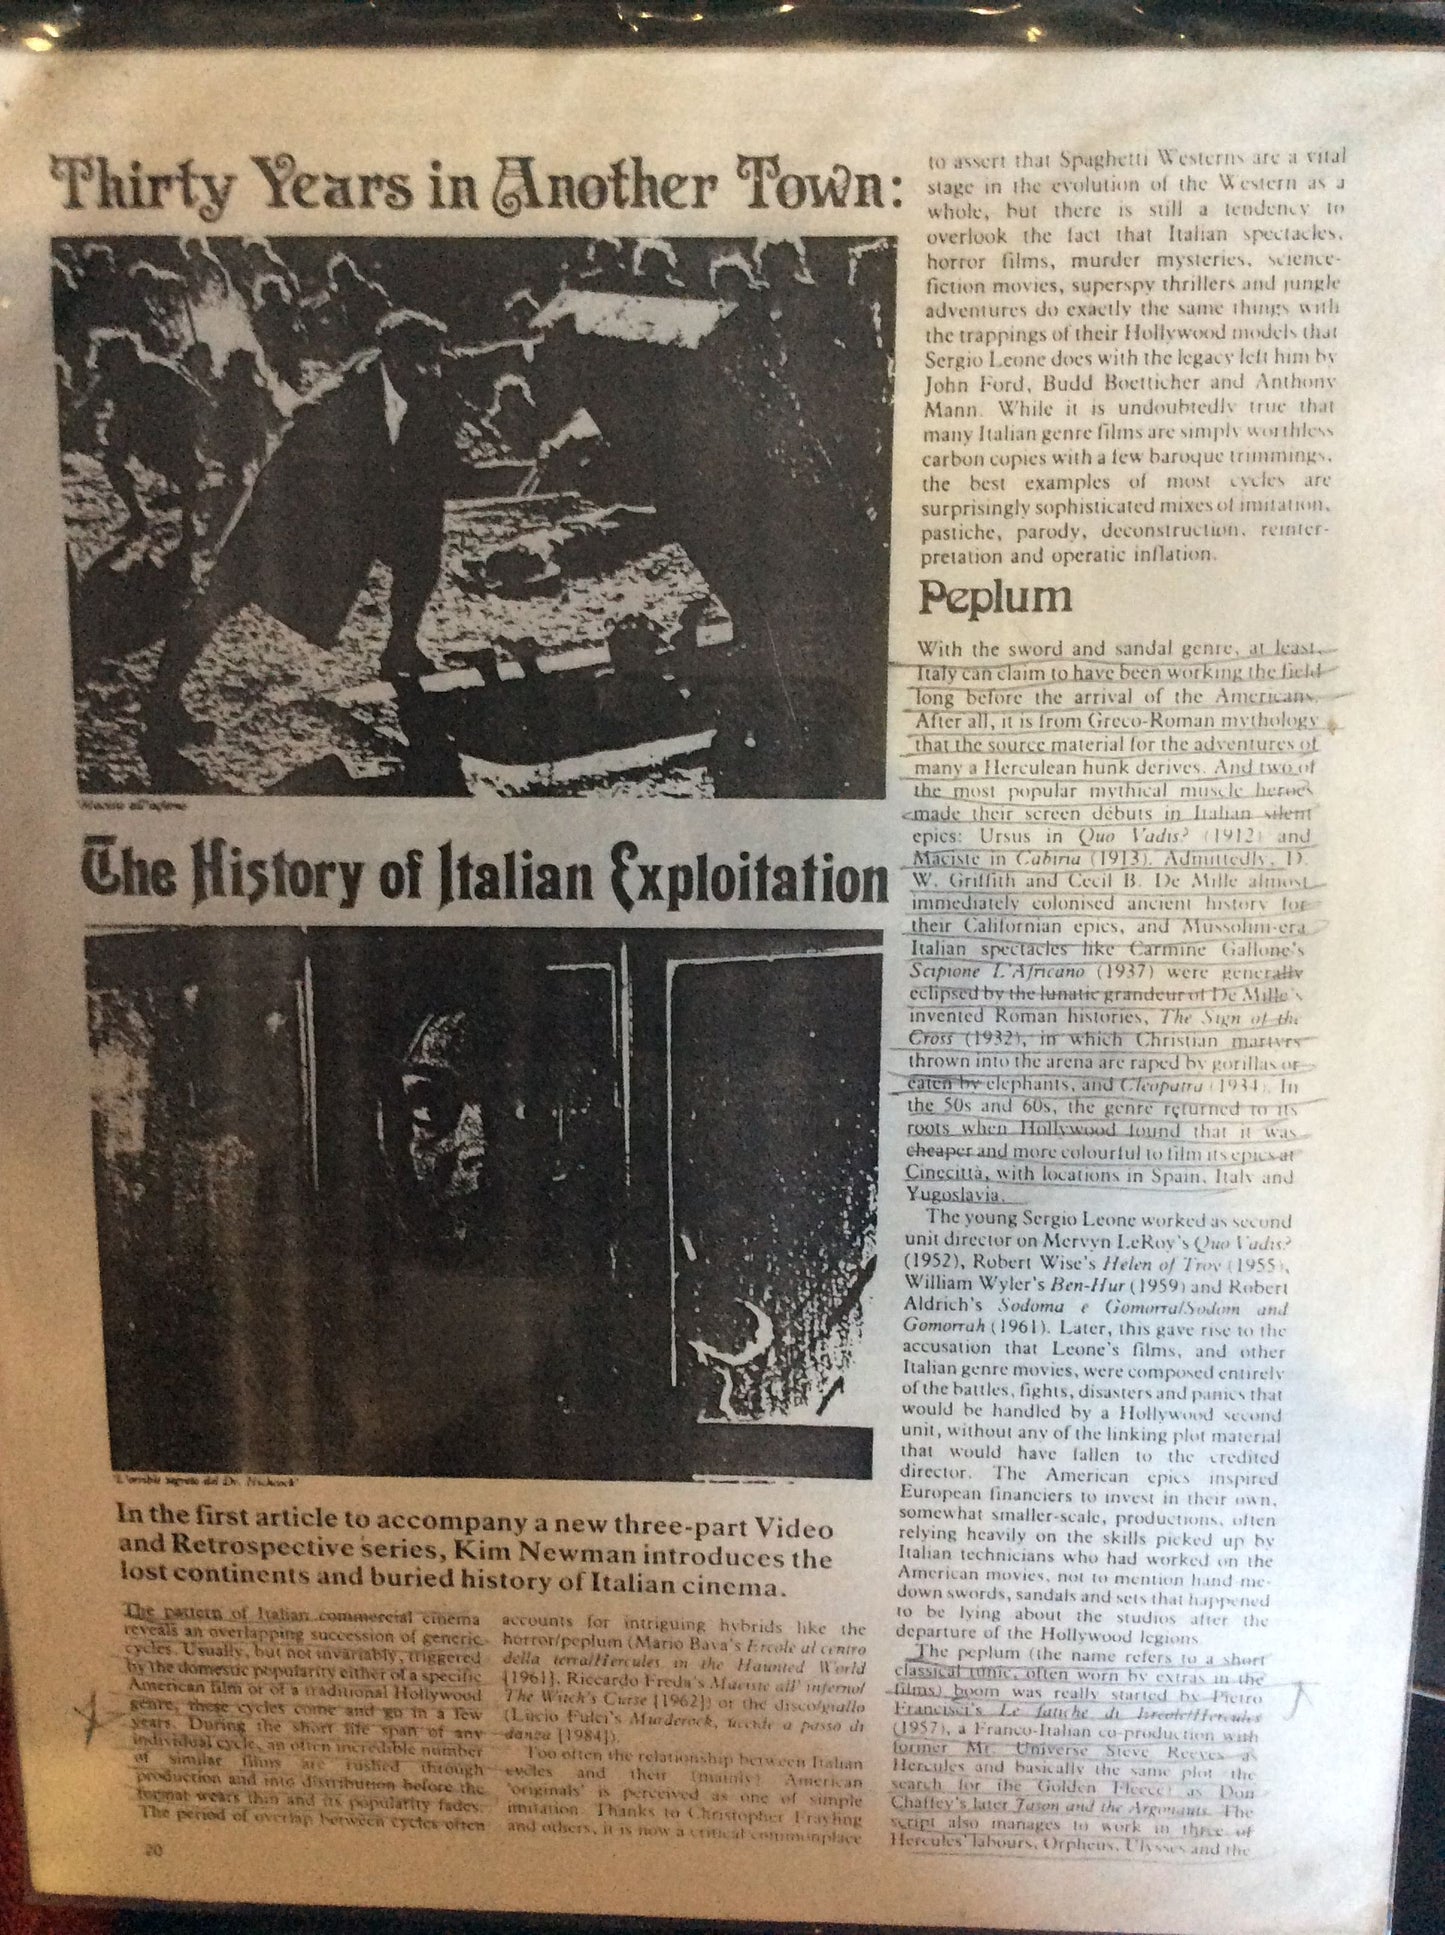 Thirty Years in Another Town:
'Maciste all'inferno'
The History of Italian Exploitation
'L'orribile segreto del Dr. Hichcock'
In the first article to accompany a new three-part Video
and Retrospective series, Kim Newman introduces the
lost continents and buried history of Italian cinema.
The pattern of Italian commercial cinema
reveals an overlapping succession of generic
cycles. Usually, but not invariably, triggered
by the domestic popularity either of a specific
American film or of a traditional Hollywood
genre, these cycles come and go in a few
years. During the short life span of any
individual cycle, an often incredible number
of similar films are rushed through
production and into distribution before the
format wears thin and its popularity fades.
The period of overlap between cycles often
20
accounts for intriguing hybrids like the
horror/peplum (Mario Bava's Ercole al centro
della terra/Hercules in the Haunted World
[1961], Riccardo Freda's Maciste all' inferno/
The Witch's Curse [1962]) or the disco/giallo
(Lucio Fulci's Murderock, uccide a passo di
danza [1984]).
Too often the relationship between Italian
cycles and their (mainly) American
'originals' is perceived as one of simple
imitation. Thanks to Christopher Frayling
and others, it is now a critical commonplace
to assert that Spaghetti Westerns are a vital
stage in the evolution of the Western as a
whole, but there is still a tendency to
overlook the fact that Italian spectacles,
horror films, murder mysteries, science-
fiction movies, superspy thrillers and jungle
adventures do exactly the same things with
the trappings of their Hollywood models that
Sergio Leone does with the legacy left him by
John Ford, Budd Boetticher and Anthony
Mann. While it is undoubtedly true that
many Italian genre films are simply worthless
carbon copies with a few baroque trimmings,
the best examples of most cycles are
surprisingly sophisticated mixes of imitation,
pastiche, parody, deconstruction, reinter-
pretation and operatic inflation.
Peplum
With the sword and sandal genre, at least,
Italy can claim to have been working the field
long before the arrival of the Americans.
After all, it is from Greco-Roman mythology
that the source material for the adventures of
many a Herculean hunk derives. And two of
the most popular mythical muscle heroes
made their screen débuts in Italian silent
epics: Ursus in Quo Vadis? (1912) and
Maciste in Cabiria (1913). Admittedly, D.
W. Griffith and Cecil B. De Mille almost
immediately colonised ancient history for
their Californian epics, and Mussolini-era
Italian spectacles like Carmine Gallone's
Scipione L'Africano (1937) were generally
eclipsed by the lunatic grandeur of De Mille's
invented Roman histories, The Sign of the
Cross (1932), in which Christian martyrs
thrown into the arena are raped by gorillas or
eaten by elephants, and Cleopatra (1934). In
the 50s and 60s, the genre returned to its
roots when Hollywood found that it was
cheaper and more colourful to film its epics at
Cinecittà, with locations in Spain, Italy and
Yugoslavia.
The young Sergio Leone worked as second
unit director on Mervyn LeRoy's Quo Vadis?
(1952), Robert Wise's Helen of Troy (1955),
William Wyler's Ben-Hur (1959) and Robert
Aldrich's Sodoma e Gomorra/Sodom and
Gomorrah (1961). Later, this gave rise to the
accusation that Leone's films, and other
Italian genre movies, were composed entirely
of the battles, fights, disasters and panics that
would be handled by a Hollywood second
unit, without any of the linking plot material
that would have fallen to the credited
director. The American epics inspired
European financiers to invest in their own,
somewhat smaller-scale, productions, often
relying heavily on the skills picked up by
Italian technicians who had worked on the
American movies, not to mention hand-me-
down swords, sandals and sets that happened
to be lying about the studios after the
departure of the Hollywood legions.
The peplum (the name refers to a short
classical tunic, often worn by extras in the
films) boom was really started by Pietro
Francisci's Le fatiche di Ercole/Hercules
(1957), a Franco-Italian co-production with
former Mr. Universe Steve Reeves as
Hercules and basically the same plot (the
search for the Golden Fleece) as Don
Chaffey's later Jason and the Argonauts. The
script also manages to work in three of
Hercules' labours, Orpheus, Ulysses and the